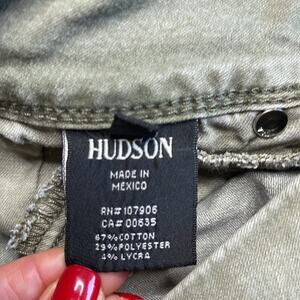 HUDSON
MADE IN
MEXICO
RN#107906
CA#00635
67%COTTON
29%POLYESTER
4%LYCRA